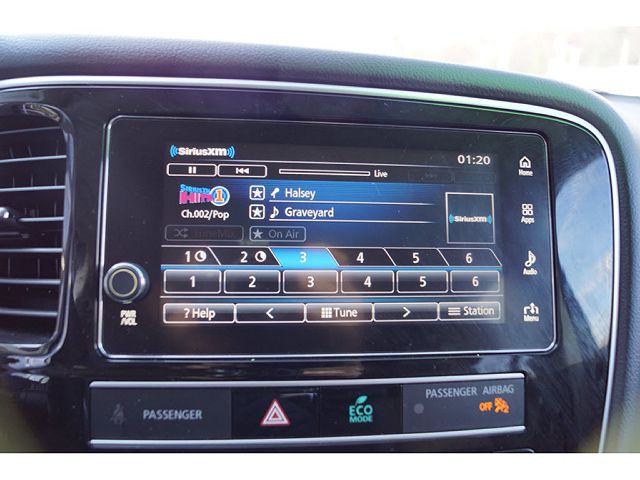 SiriusXM 01:20
Live
Home
SIRIUSXM HITS 1 Halsey
Ch.002/Pop Graveyard SiriusXM Apps
TuneMix On Air
1 2 3 4 5 6 Audio
1 2 3 4 5 6
PWR /VOL ? Help < Tune > Station Menu
PASSENGER ECO MODE PASSENGER AIRBAG
OFF